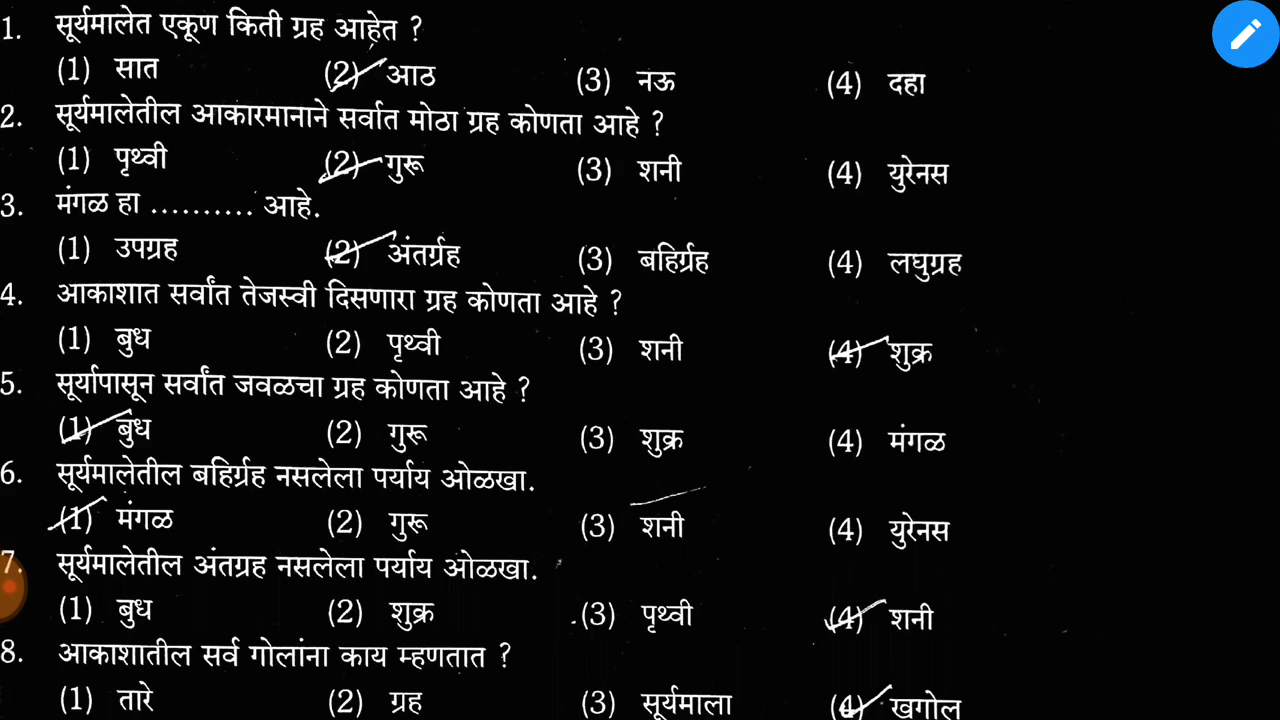 1. सूर्यमालेत एकूण किती ग्रह आहेत ?
(1) सात (2) आठ (3) नऊ (4) दहा
2. सूर्यमालेतील आकारमानाने सर्वात मोठा ग्रह कोणता आहे ?
(1) पृथ्वी (2) गुरू (3) शनी (4) युरेनस
3. मंगळ हा .......... आहे.
(1) उपग्रह (2) अंतर्ग्रह (3) बहिर्ग्रह (4) लघुग्रह
4. आकाशात सर्वांत तेजस्वी दिसणारा ग्रह कोणता आहे ?
(1) बुध (2) पृथ्वी (3) शनी (4) शुक्र
5. सूर्यापासून सर्वांत जवळचा ग्रह कोणता आहे ?
(1) बुध (2) गुरू (3) शुक्र (4) मंगळ
6. सूर्यमालेतील बहिर्ग्रह नसलेला पर्याय ओळखा.
(1) मंगळ (2) गुरू (3) शनी (4) युरेनस
7. सूर्यमालेतील अंतग्रह नसलेला पर्याय ओळखा.
(1) बुध (2) शुक्र (3) पृथ्वी (4) शनी
8. आकाशातील सर्व गोलांना काय म्हणतात ?
(1) तारे (2) ग्रह (3) सूर्यमाला (4) खगोल